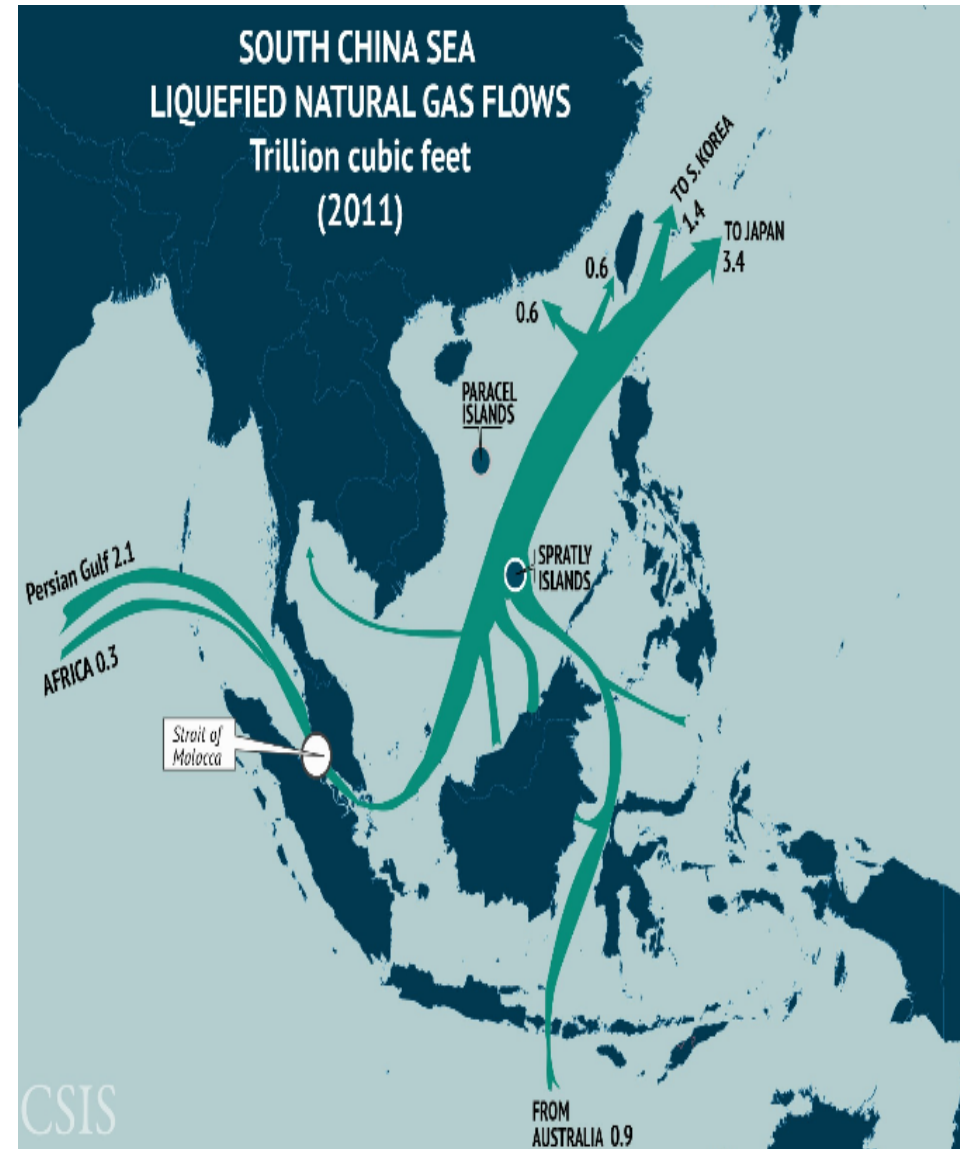 SOUTH CHINA SEA
LIQUEFIED NATURAL GAS FLOWS
Trillion cubic feet
(2011)
TO S. KOREA
1.4
TO JAPAN
3.4
0.6
0.6
PARACEL
ISLANDS
SPRATLY
ISLANDS
Persian Gulf 2.1
AFRICA 0.3
Strait of
Malacca
FROM
AUSTRALIA 0.9
CSIS